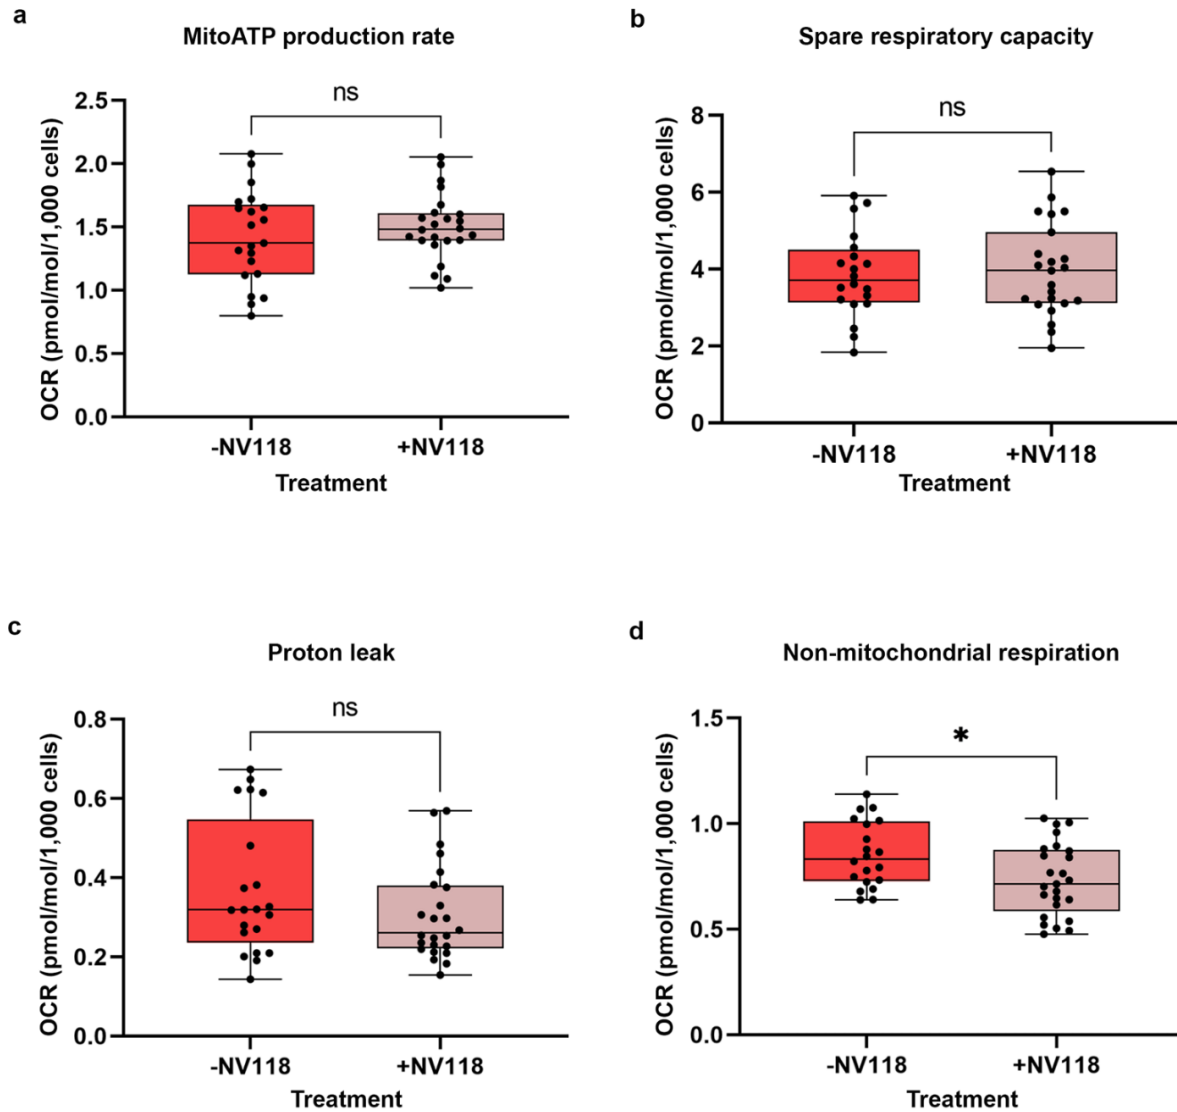 a
MitoATP production rate
ns
OCR (pmol/mol/1,000 cells)
2.5
2.0
1.5
1.0
0.5
0.0
-NV118
+NV118
Treatment
b
Spare respiratory capacity
ns
OCR (pmol/mol/1,000 cells)
8
6
4
2
0
-NV118
+NV118
Treatment
c
Proton leak
ns
OCR (pmol/mol/1,000 cells)
0.8
0.6
0.4
0.2
0.0
-NV118
+NV118
Treatment
d
Non-mitochondrial respiration
*
OCR (pmol/mol/1,000 cells)
1.5
1.0
0.5
0.0
-NV118
+NV118
Treatment